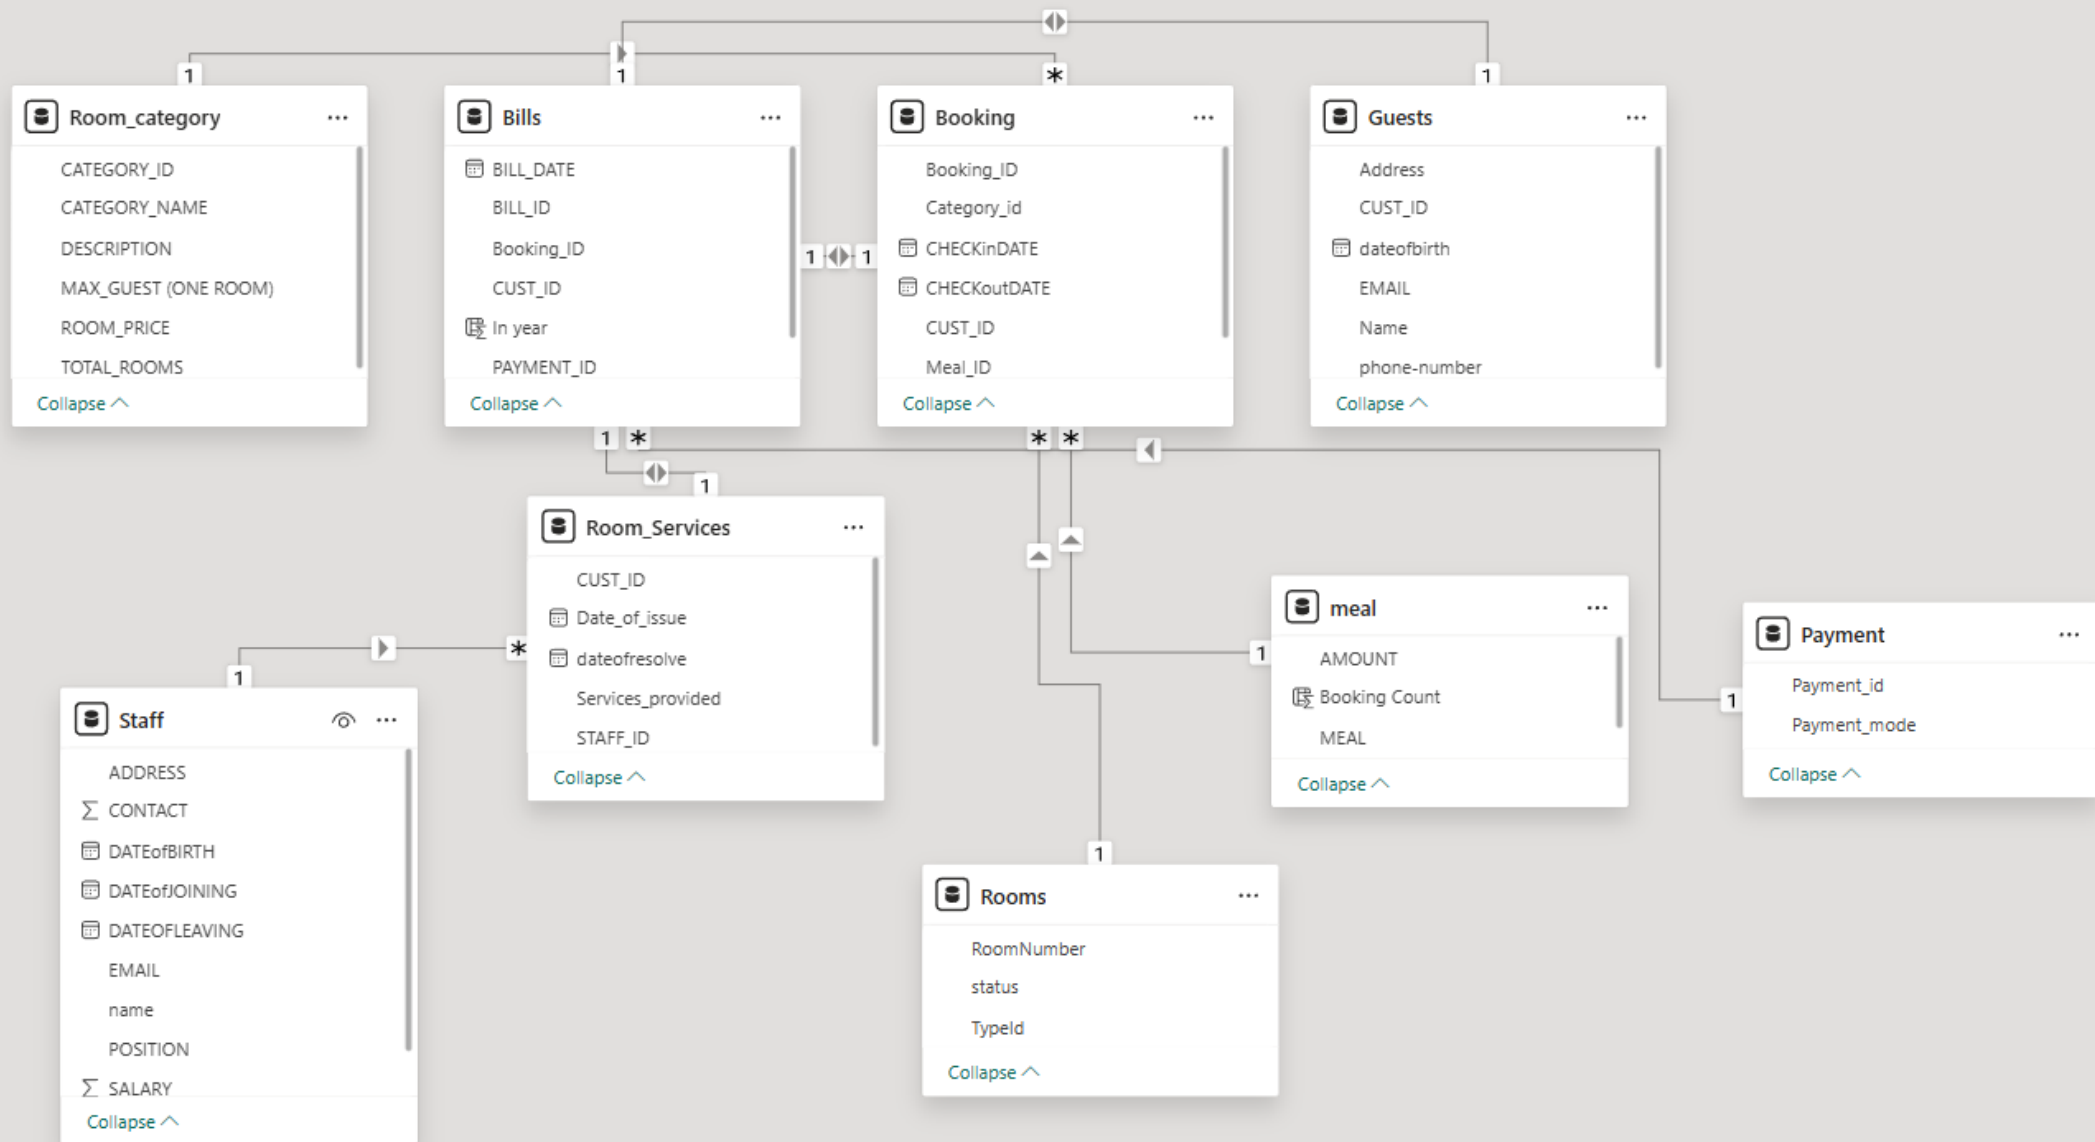 1
1
*
1
Room_category
CATEGORY_ID
CATEGORY_NAME
DESCRIPTION
MAX_GUEST (ONE ROOM)
ROOM_PRICE
TOTAL_ROOMS
Collapse
Bills
BILL_DATE
BILL_ID
Booking_ID
CUST_ID
In year
PAYMENT_ID
Collapse
1
1
Booking
Booking_ID
Category_id
CHECKinDATE
CHECKoutDATE
CUST_ID
Meal_ID
Collapse
Guests
Address
CUST_ID
dateofbirth
EMAIL
Name
phone-number
Collapse
1
*
*
*
1
Room_Services
CUST_ID
Date_of_issue
dateofresolve
Services_provided
STAFF_ID
Collapse
*
1
Staff
ADDRESS
CONTACT
DATEofBIRTH
DATEofJOINING
DATEOFLEAVING
EMAIL
name
POSITION
SALARY
Collapse
1
meal
AMOUNT
Booking Count
MEAL
Collapse
1
Payment
Payment_id
Payment_mode
Collapse
1
Rooms
RoomNumber
status
TypeId
Collapse